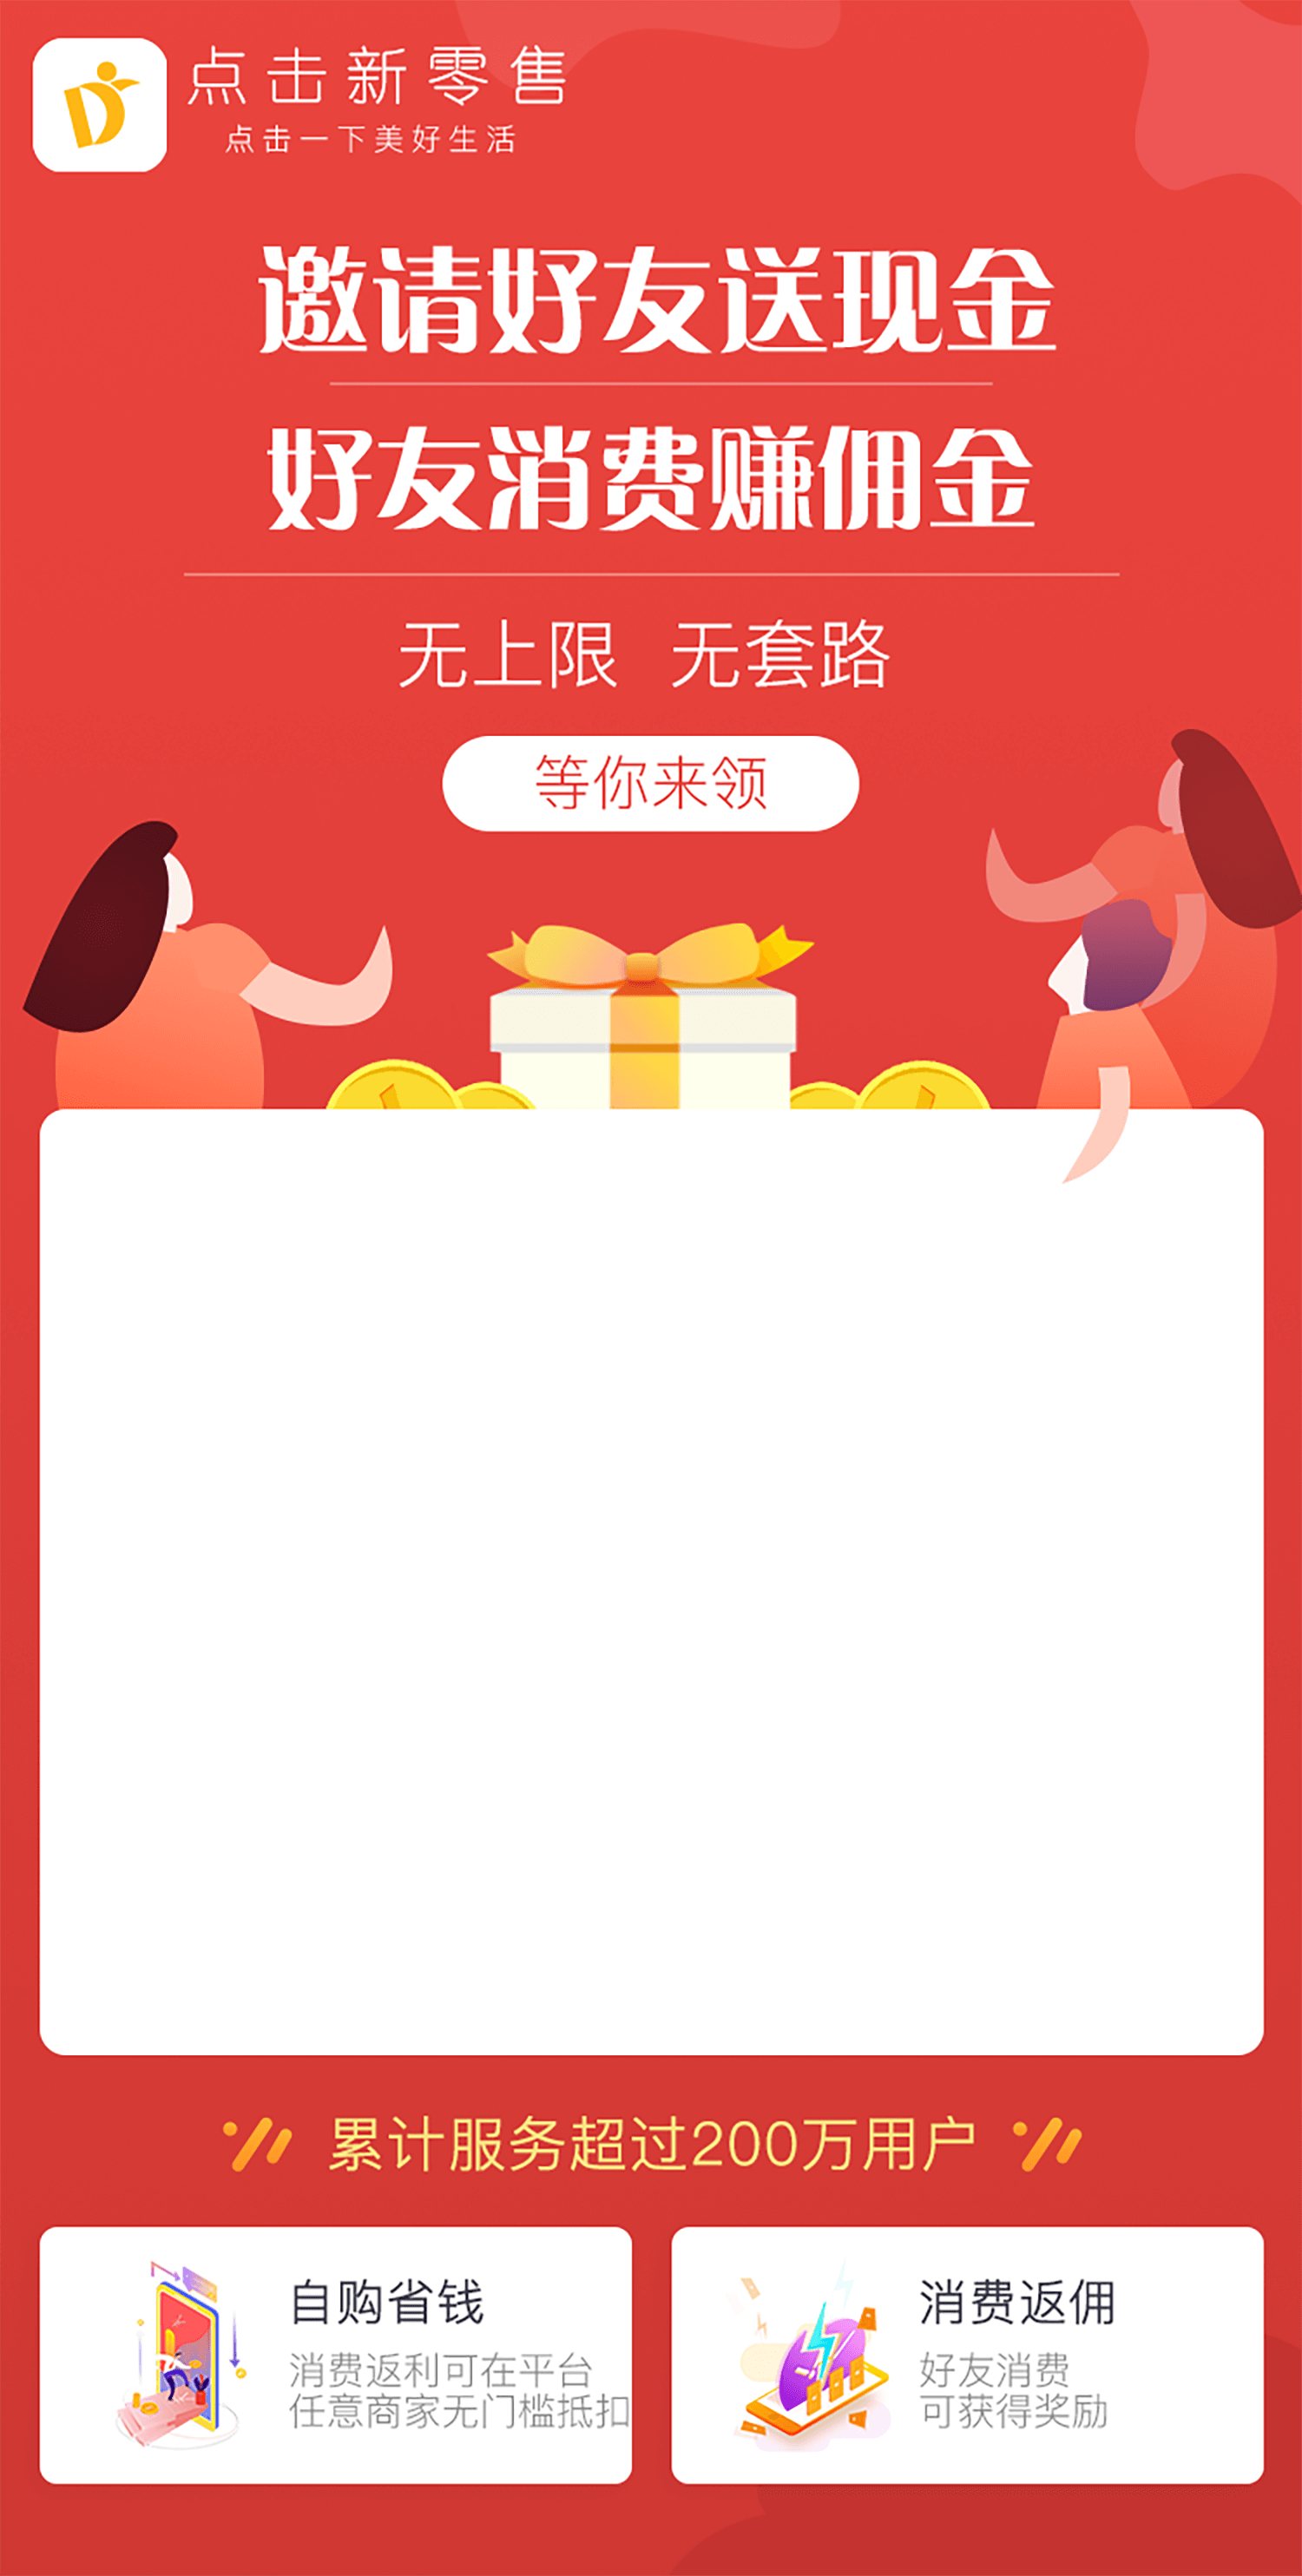 点击新零售
点击一下美好生活
邀请好友送现金
好友消费赚佣金
无上限 无套路
等你来领
累计服务超过200万用户
自购省钱
消费返利可在平台
任意商家无门槛抵扣
消费返佣
好友消费
可获得奖励